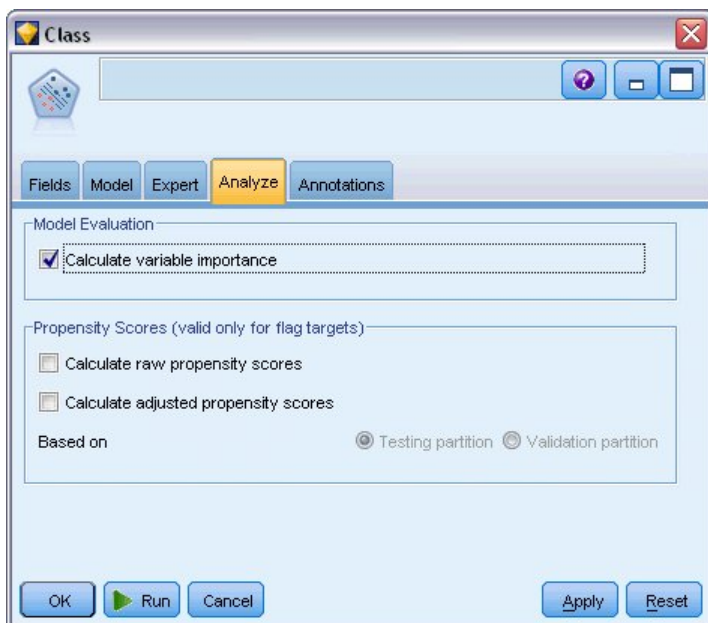 Class
?
Fields Model Expert Analyze Annotations
Model Evaluation
Calculate variable importance
Propensity Scores (valid only for flag targets)
Calculate raw propensity scores
Calculate adjusted propensity scores
Based on Testing partition Validation partition
OK Run Cancel Apply Reset